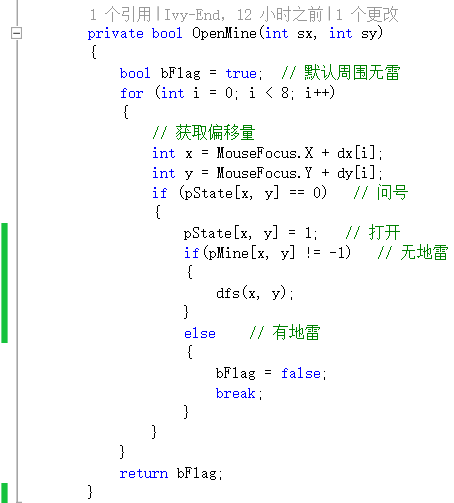 1 个引用|Ivy-End, 12 小时之前|1 个更改
private bool OpenMine(int sx, int sy)
{
    bool bFlag = true;  // 默认周围无雷
    for (int i = 0; i < 8; i++)
    {
        // 获取偏移量
        int x = MouseFocus.X + dx[i];
        int y = MouseFocus.Y + dy[i];
        if (pState[x, y] == 0)   // 问号
        {
            pState[x, y] = 1;   // 打开
            if(pMine[x, y] != -1)   // 无地雷
            {
                dfs(x, y);
            }
            else    // 有地雷
            {
                bFlag = false;
                break;
            }
        }
    }
    return bFlag;
}